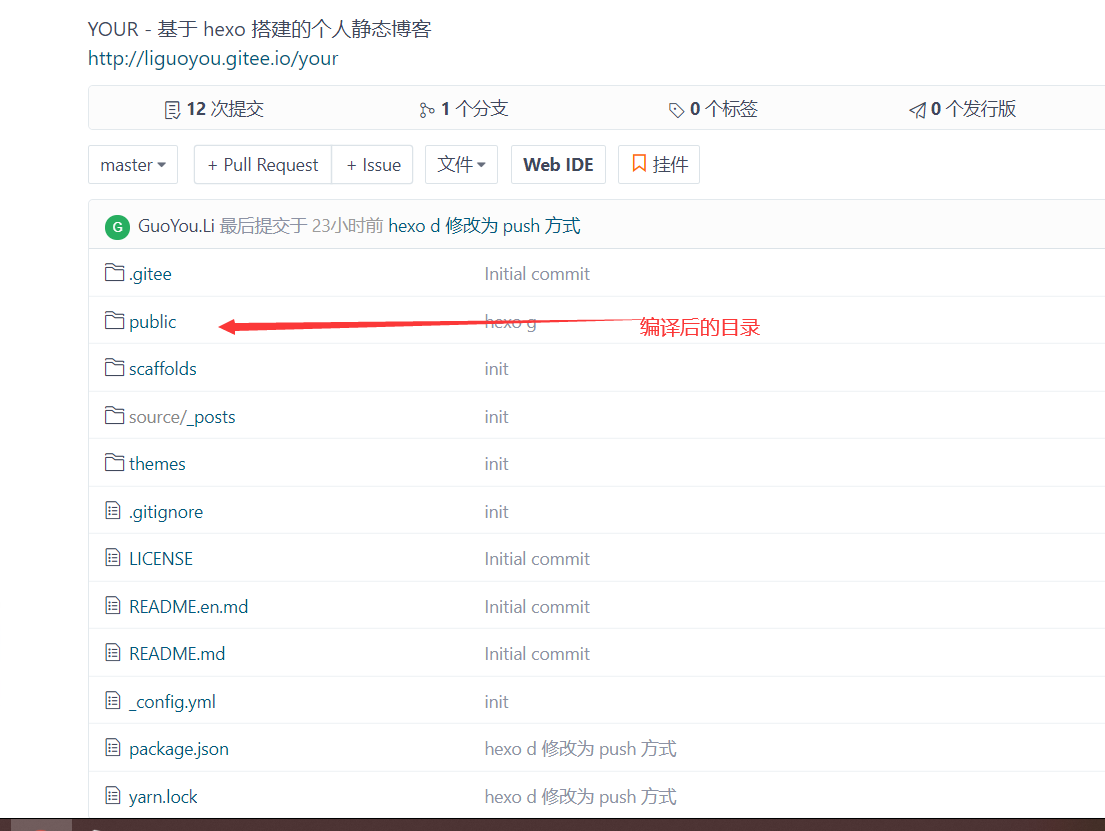 YOUR - 基于 hexo 搭建的个人静态博客
http://liguoyou.gitee.io/your
12 次提交 1 个分支 0 个标签 0 个发行版
master + Pull Request + Issue 文件 Web IDE 挂件
G GuoYou.Li 最后提交于 23小时前 hexo d 修改为 push 方式
.gitee Initial commit
public hexo g 编译后的目录
scaffolds init
source/_posts init
themes init
.gitignore init
LICENSE Initial commit
README.en.md Initial commit
README.md Initial commit
_config.yml init
package.json hexo d 修改为 push 方式
yarn.lock hexo d 修改为 push 方式